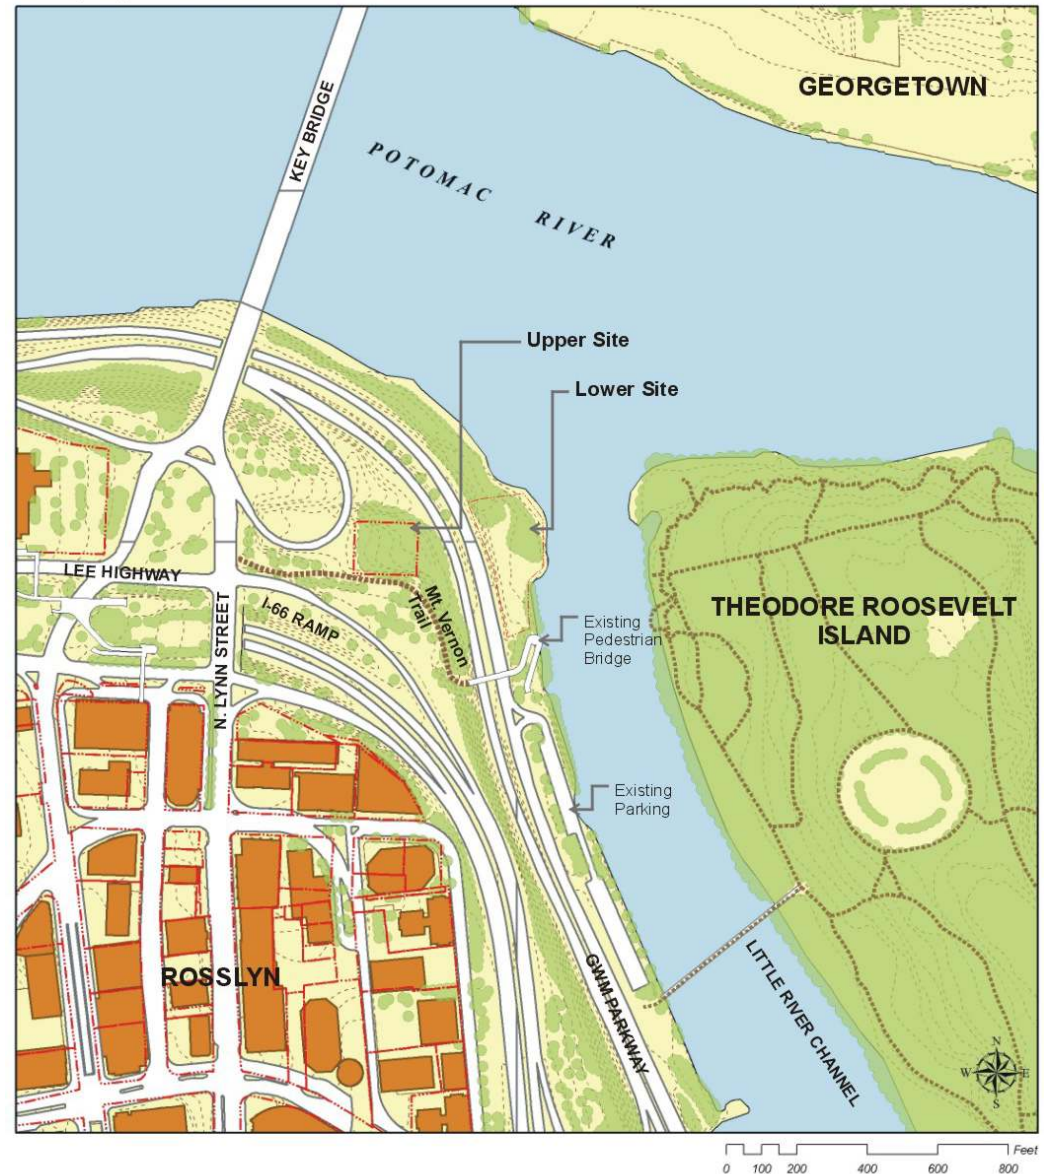 GEORGETOWN
KEY BRIDGE
POTOMAC RIVER
Upper Site
Lower Site
LEE HIGHWAY
N. LYNN STREET
I-66 RAMP
Mt. Vernon
Trail
Existing
Pedestrian
Bridge
THEODORE ROOSEVELT
ISLAND
Existing
Parking
ROSSLYN
GWM PARKWAY
LITTLE RIVER CHANNEL
N
W E
S
Feet
0 100 200 400 600 800